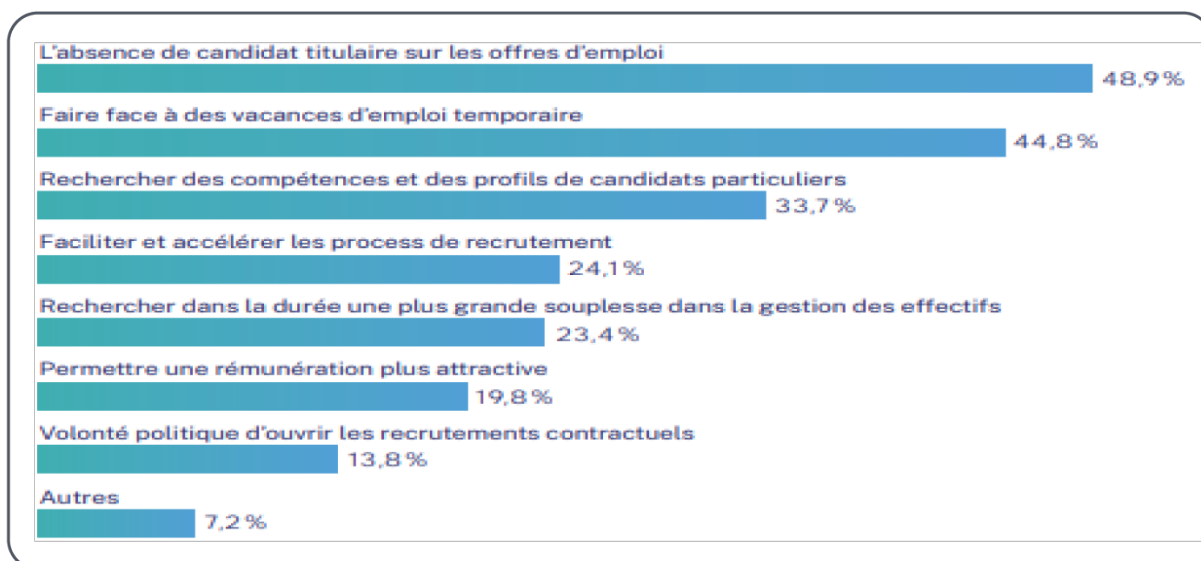 L'absence de candidat titulaire sur les offres d'emploi
48,9%
Faire face à des vacances d'emploi temporaire
44,8%
Rechercher des compétences et des profils de candidats particuliers
33,7%
Faciliter et accélérer les process de recrutement
24,1%
Rechercher dans la durée une plus grande souplesse dans la gestion des effectifs
23,4%
Permettre une rémunération plus attractive
19,8%
Volonté politique d'ouvrir les recrutements contractuels
13,8%
Autres
7,2%